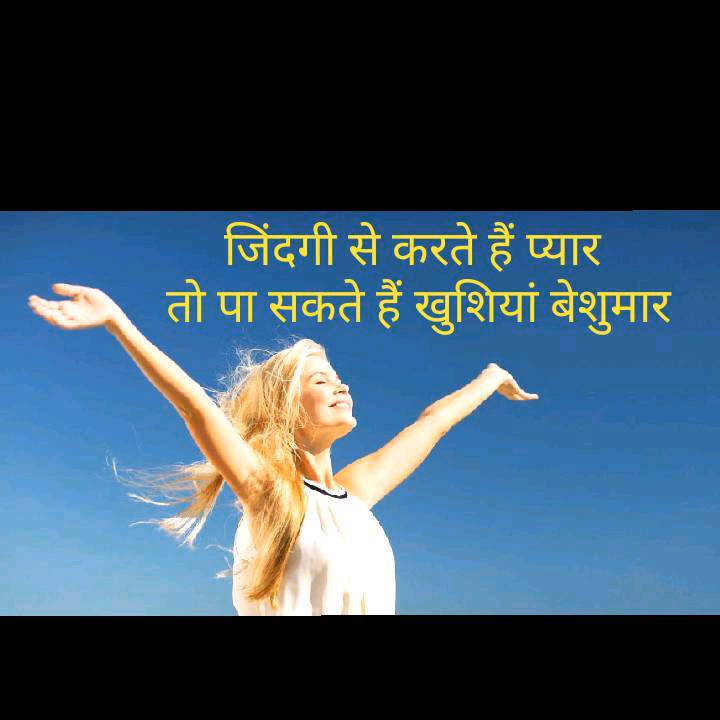 जिंदगी से करते हैं प्यार
तो पा सकते हैं खुशियां बेशुमार